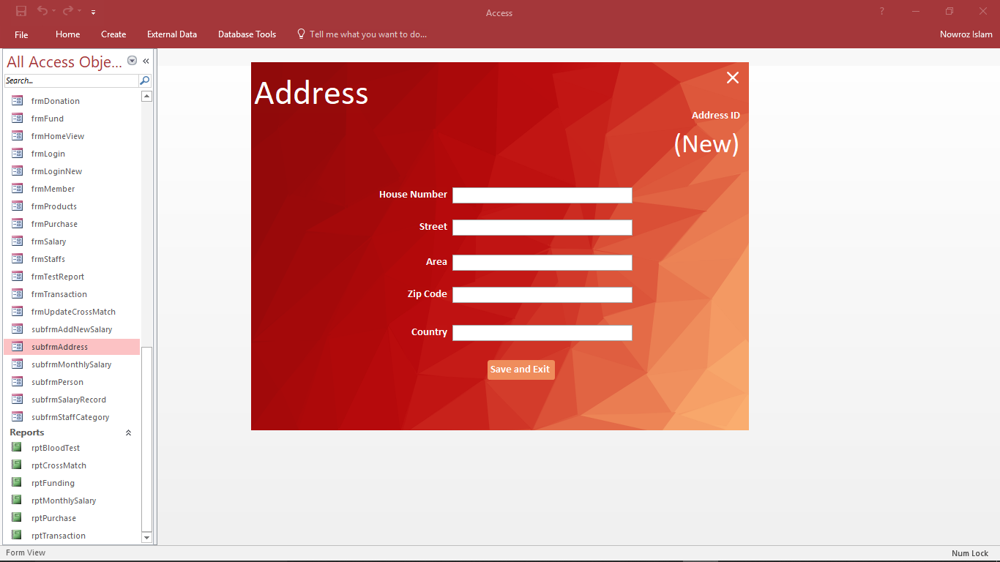 Access
File Home Create External Data Database Tools Tell me what you want to do... Nowroz Islam
All Access Obje...
Search...
frmDonation
frmFund
frmHomeView
frmLogin
frmLoginNew
frmMember
frmProducts
frmPurchase
frmSalary
frmStaffs
frmTestReport
frmTransaction
frmUpdateCrossMatch
subfrmAddNewSalary
subfrmAddress
subfrmMonthlySalary
subfrmPerson
subfrmSalaryRecord
subfrmStaffCategory
Reports
rptBloodTest
rptCrossMatch
rptFunding
rptMonthlySalary
rptPurchase
rptTransaction
Address
Address ID
(New)
House Number
Street
Area
Zip Code
Country
Save and Exit
Form View Num Lock